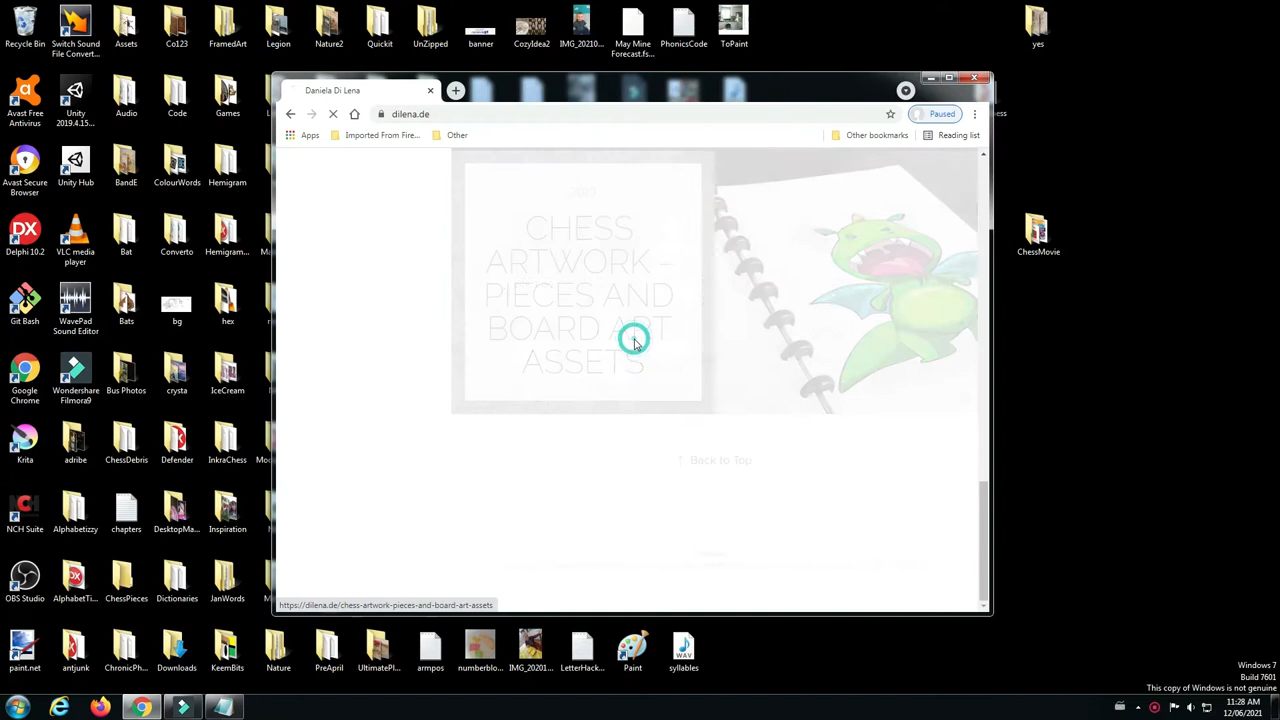 Recycle Bin
Switch Sound File Convert...
Assets
Co123
FramedArt
Legion
Nature2
Quickit
UnZipped
banner
CozyIdea2
IMG_20210...
May Mine Forecast.fs...
PhonicsCode
ToPaint
yes
Daniela Di Lena
dilena.de
Paused
Apps
Imported From Fire...
Other
Other bookmarks
Reading list
Avast Free Antivirus
Unity 2019.4.15...
Audio
Code
Games
Avast Secure Browser
Unity Hub
BandE
ColourWords
Hemigram
2021
CHESS
ARTWORK –
PIECES AND
BOARD ART
ASSETS
Delphi 10.2
VLC media player
Bat
Converto
Hemigram...
ChessMovie
Git Bash
WavePad Sound Editor
Bats
bg
hex
Google Chrome
Wondershare Filmora9
Bus Photos
crysta
IceCream
Krita
adribe
ChessDebris
Defender
InkraChess
↑ Back to Top
NCH Suite
Alphabetizzy
chapters
DesktopMa...
Inspiration
OBS Studio
AlphabetTi...
ChessPieces
Dictionaries
JanWords
https://dilena.de/chess-artwork-pieces-and-board-art-assets
paint.net
antjunk
ChronicPh...
Downloads
KeemBits
Nature
PreApril
UltimatePl...
armpos
numberblo...
IMG_20201...
LetterHack...
Paint
syllables
Windows 7
Build 7601
This copy of Windows is not genuine
11:28 AM
12/06/2021